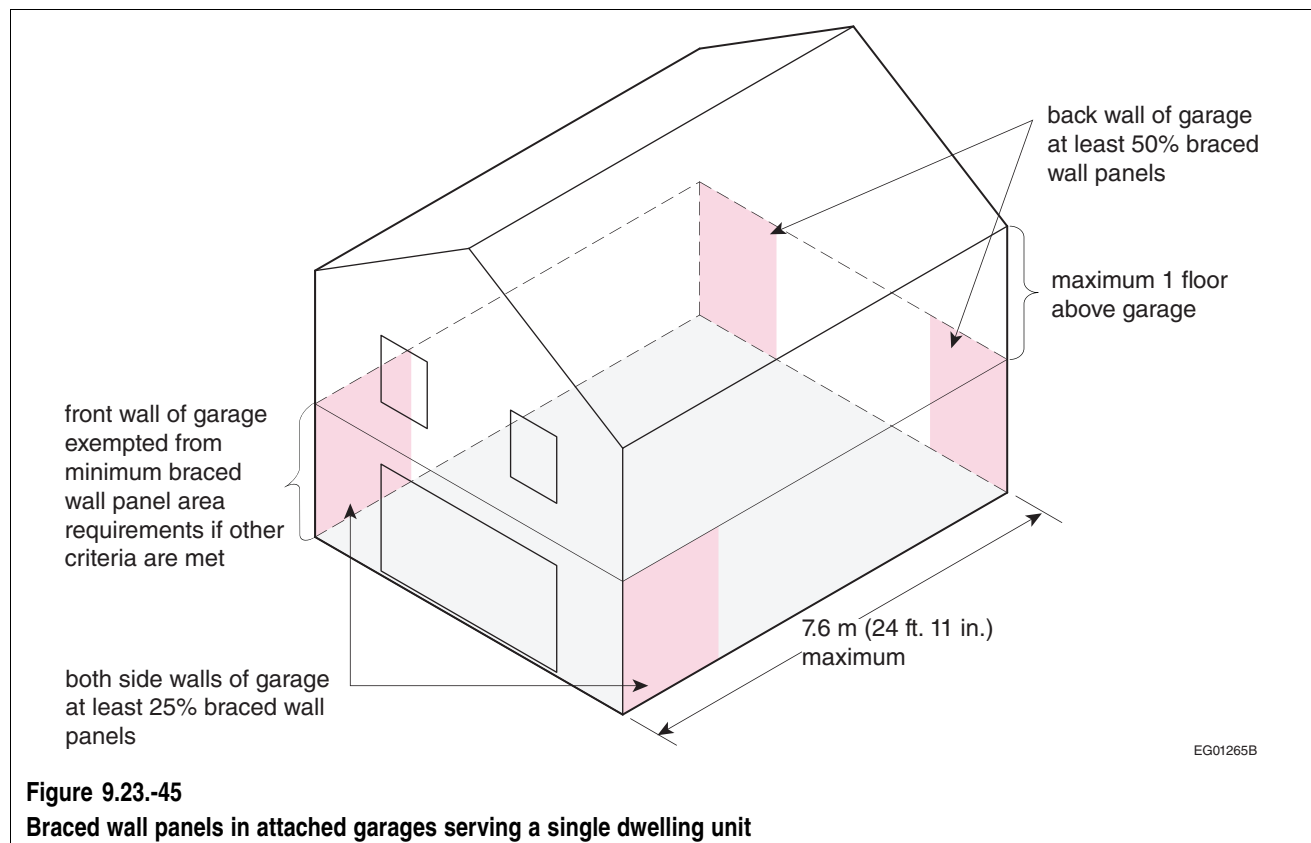 back wall of garage
at least 50% braced
wall panels
maximum 1 floor
above garage
front wall of garage
exempted from
minimum braced
wall panel area
requirements if other
criteria are met
7.6 m (24 ft. 11 in.)
maximum
both side walls of garage
at least 25% braced wall
panels
EG01265B
Figure 9.23.-45
Braced wall panels in attached garages serving a single dwelling unit